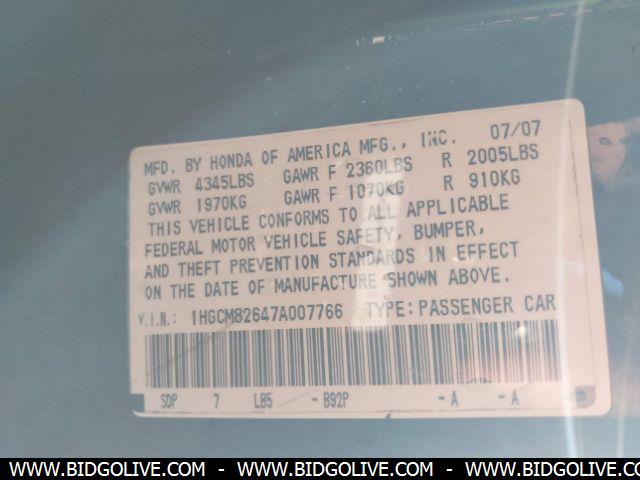 MFD. BY HONDA OF AMERICA MFG., INC. 07/07
GVWR 4345LBS GAWR F 2360LBS R 2005LBS
GVWR 1970KG GAWR F 1070KG R 910KG
THIS VEHICLE CONFORMS TO ALL APPLICABLE
FEDERAL MOTOR VEHICLE SAFETY, BUMPER,
AND THEFT PREVENTION STANDARDS IN EFFECT
ON THE DATE OF MANUFACTURE SHOWN ABOVE.
V.I.N.: 1HGCM82647A007766 TYPE: PASSENGER CAR
SDP 7 LB5 - B92P - A - A
WWW.BIDGOLIVE.COM - WWW.BIDGOLIVE.COM - WWW.BIDGOLIVE.COM